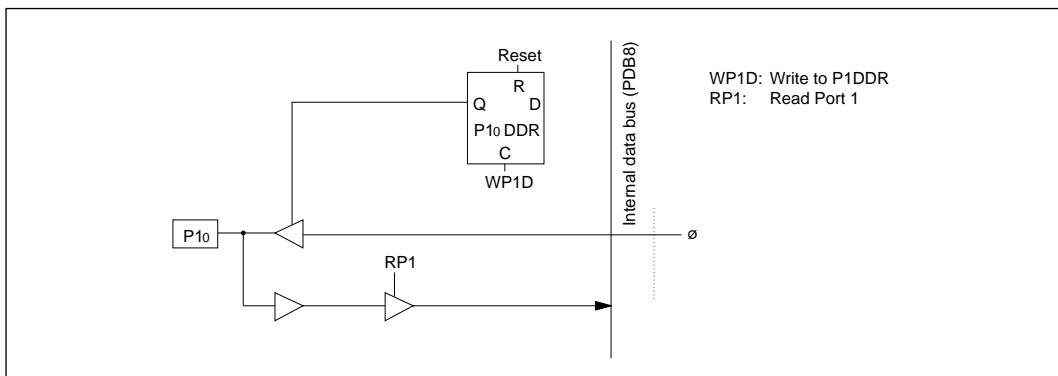 Reset
R
Q D
P1₀ DDR
C
WP1D
Internal data bus (PDB8)
WP1D: Write to P1DDR
RP1: Read Port 1
P1₀
ø
RP1